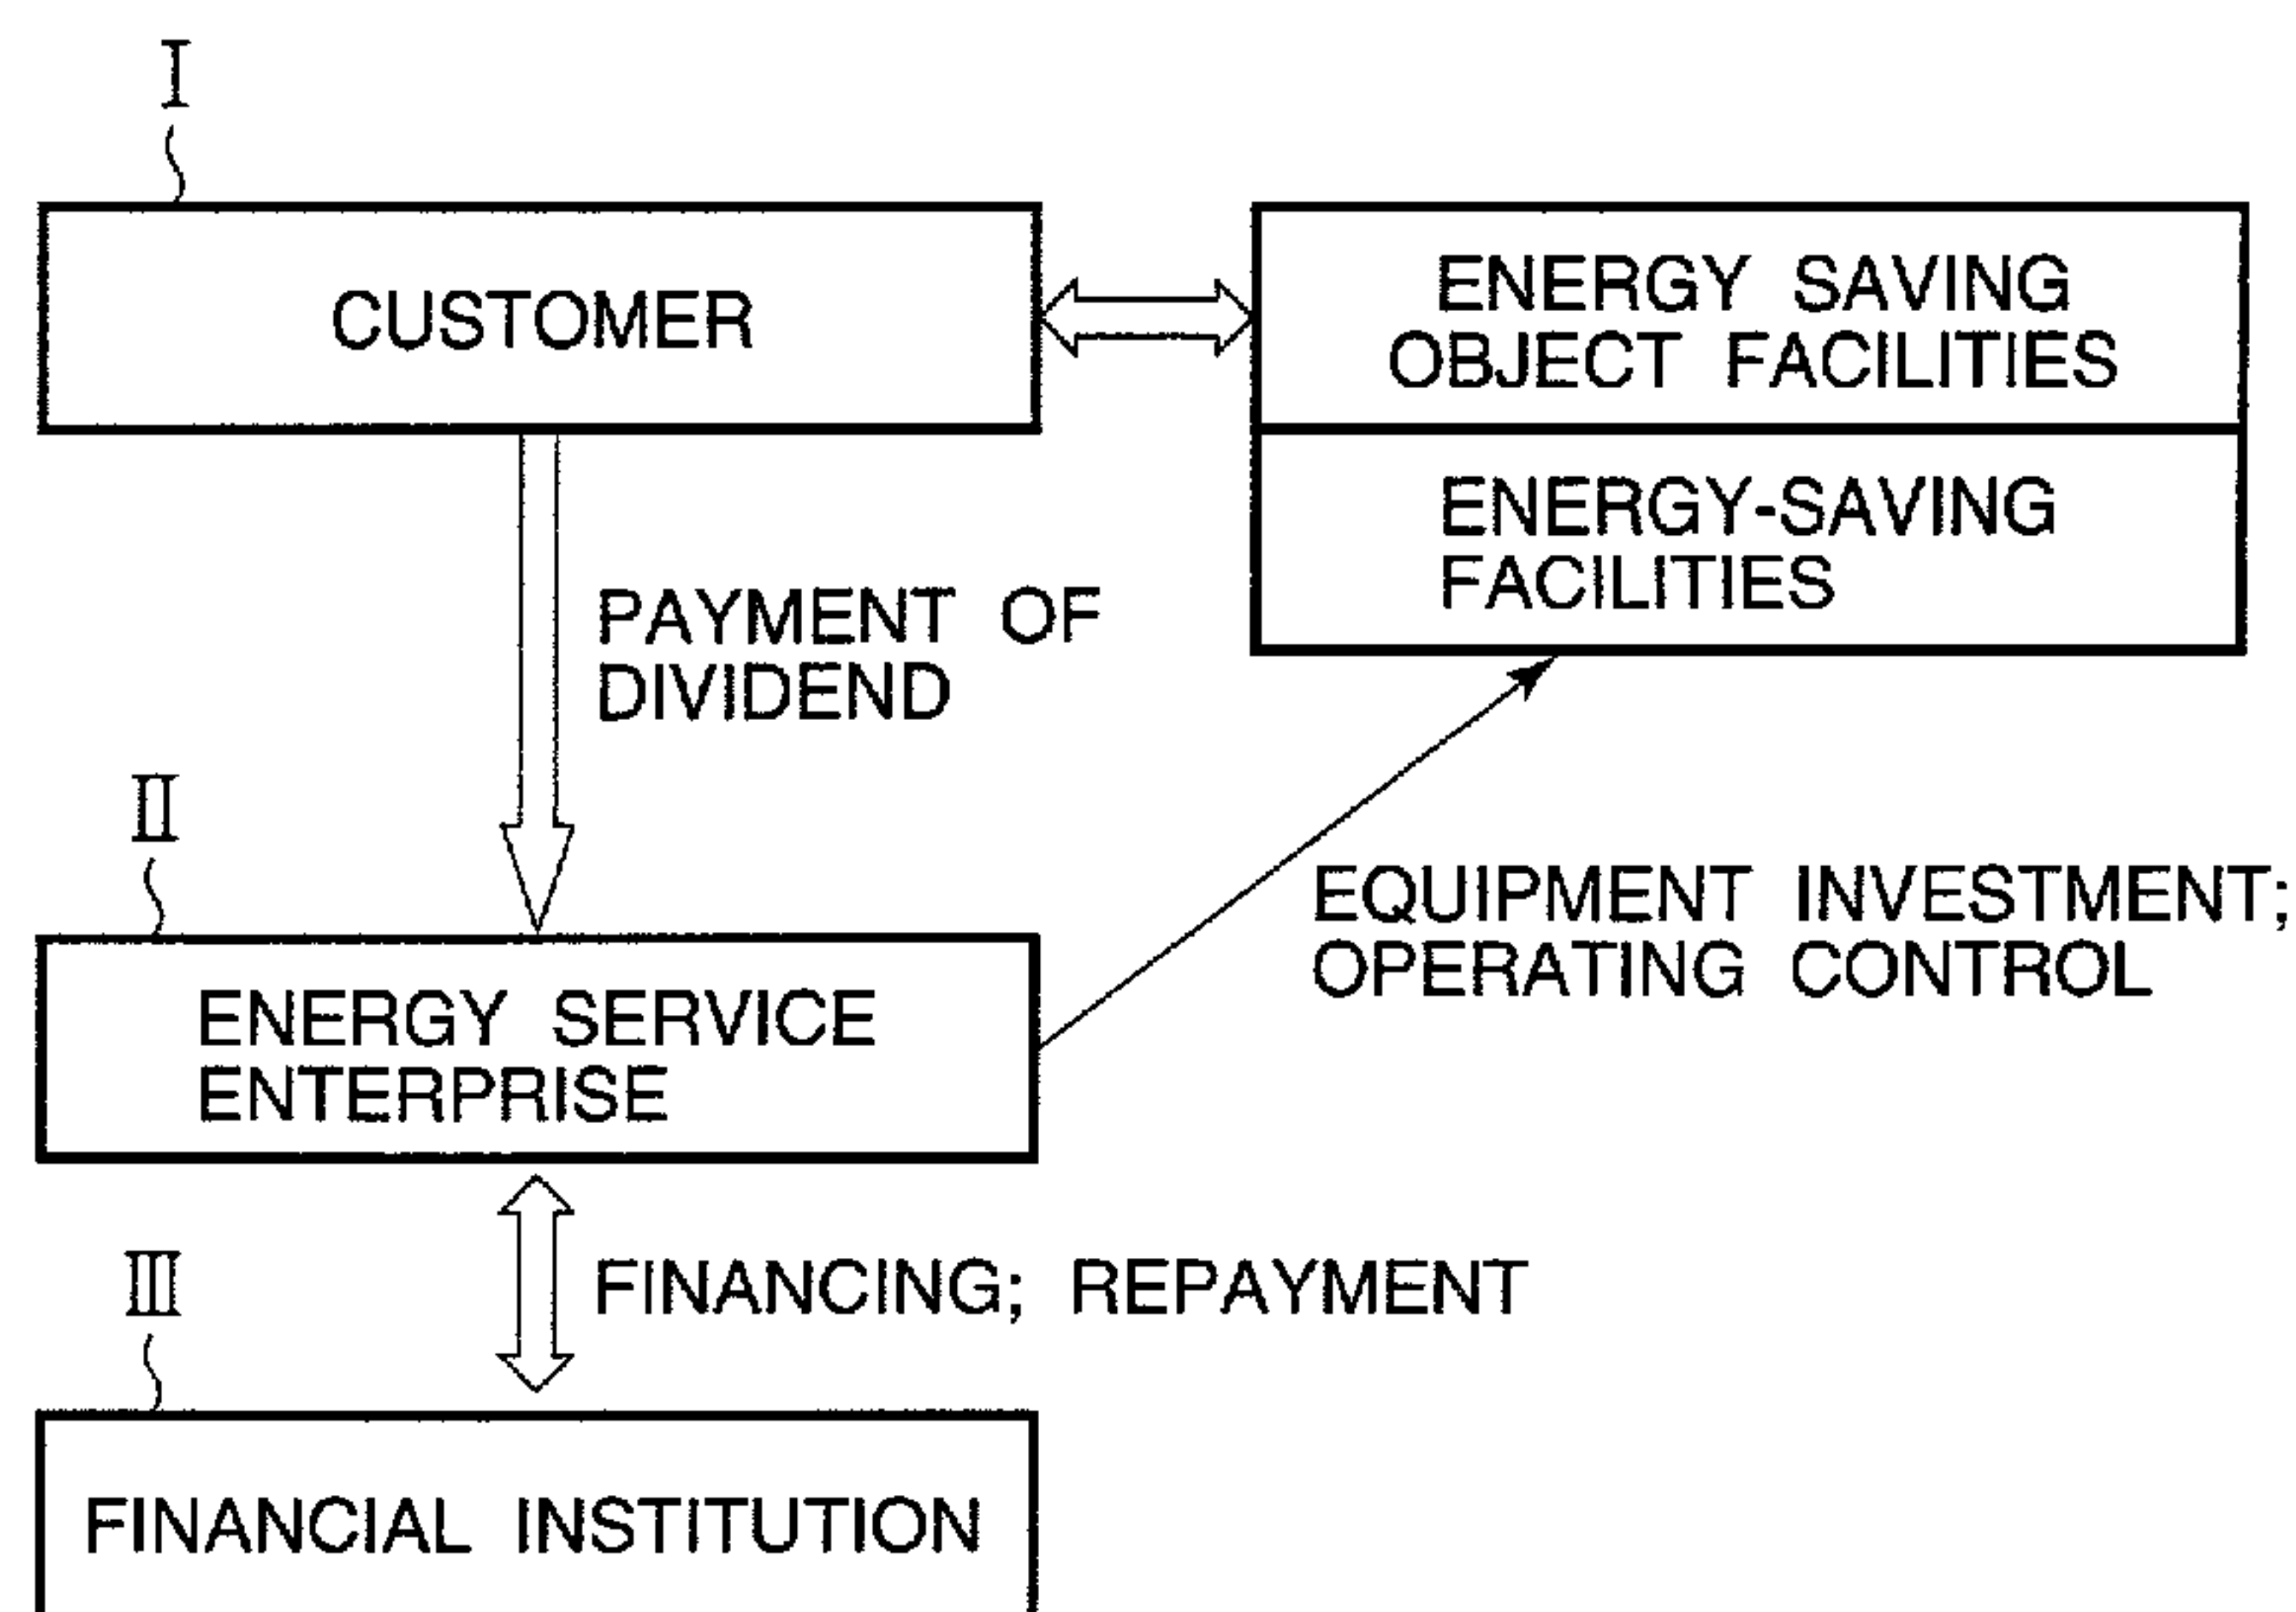 I
CUSTOMER
ENERGY SAVING
OBJECT FACILITIES
ENERGY-SAVING
FACILITIES
PAYMENT OF
DIVIDEND
II
EQUIPMENT INVESTMENT;
OPERATING CONTROL
ENERGY SERVICE
ENTERPRISE
III
FINANCING; REPAYMENT
FINANCIAL INSTITUTION